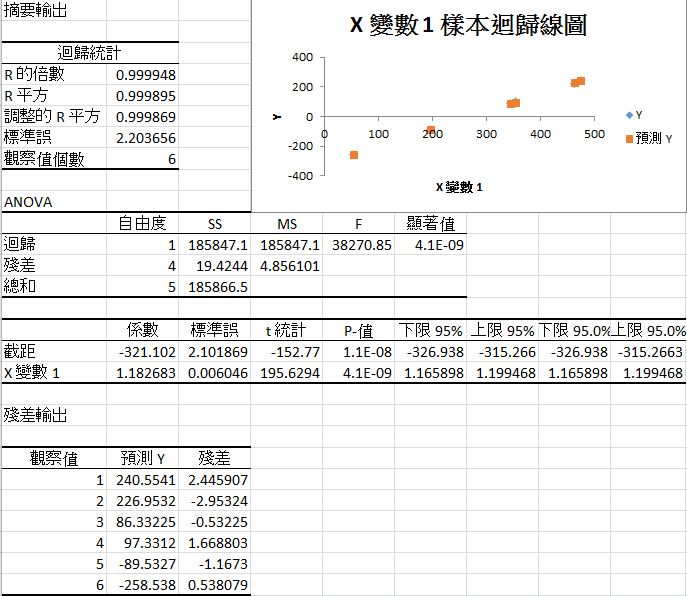 摘要輸出
迴歸統計
R 的倍數 0.999948
R 平方 0.999895
調整的 R 平方 0.999869
標準誤 2.203656
觀察值個數 6
X 變數 1 樣本迴歸線圖
400
200
0
-200
-400
0 100 200 300 400 500
Y
X 變數 1
Y
預測 Y
ANOVA
自由度 SS MS F 顯著值
迴歸 1 185847.1 185847.1 38270.85 4.1E-09
殘差 4 19.4244 4.856101
總和 5 185866.5
係數 標準誤 t 統計 P-值 下限 95% 上限 95% 下限 95.0% 上限 95.0%
截距 -321.102 2.101869 -152.77 1.1E-08 -326.938 -315.266 -326.938 -315.2663
X 變數 1 1.182683 0.006046 195.6294 4.1E-09 1.165898 1.199468 1.165898 1.199468
殘差輸出
觀察值 預測 Y 殘差
1 240.5541 2.445907
2 226.9532 -2.95324
3 86.33225 -0.53225
4 97.3312 1.668803
5 -89.5327 -1.1673
6 -258.538 0.538079